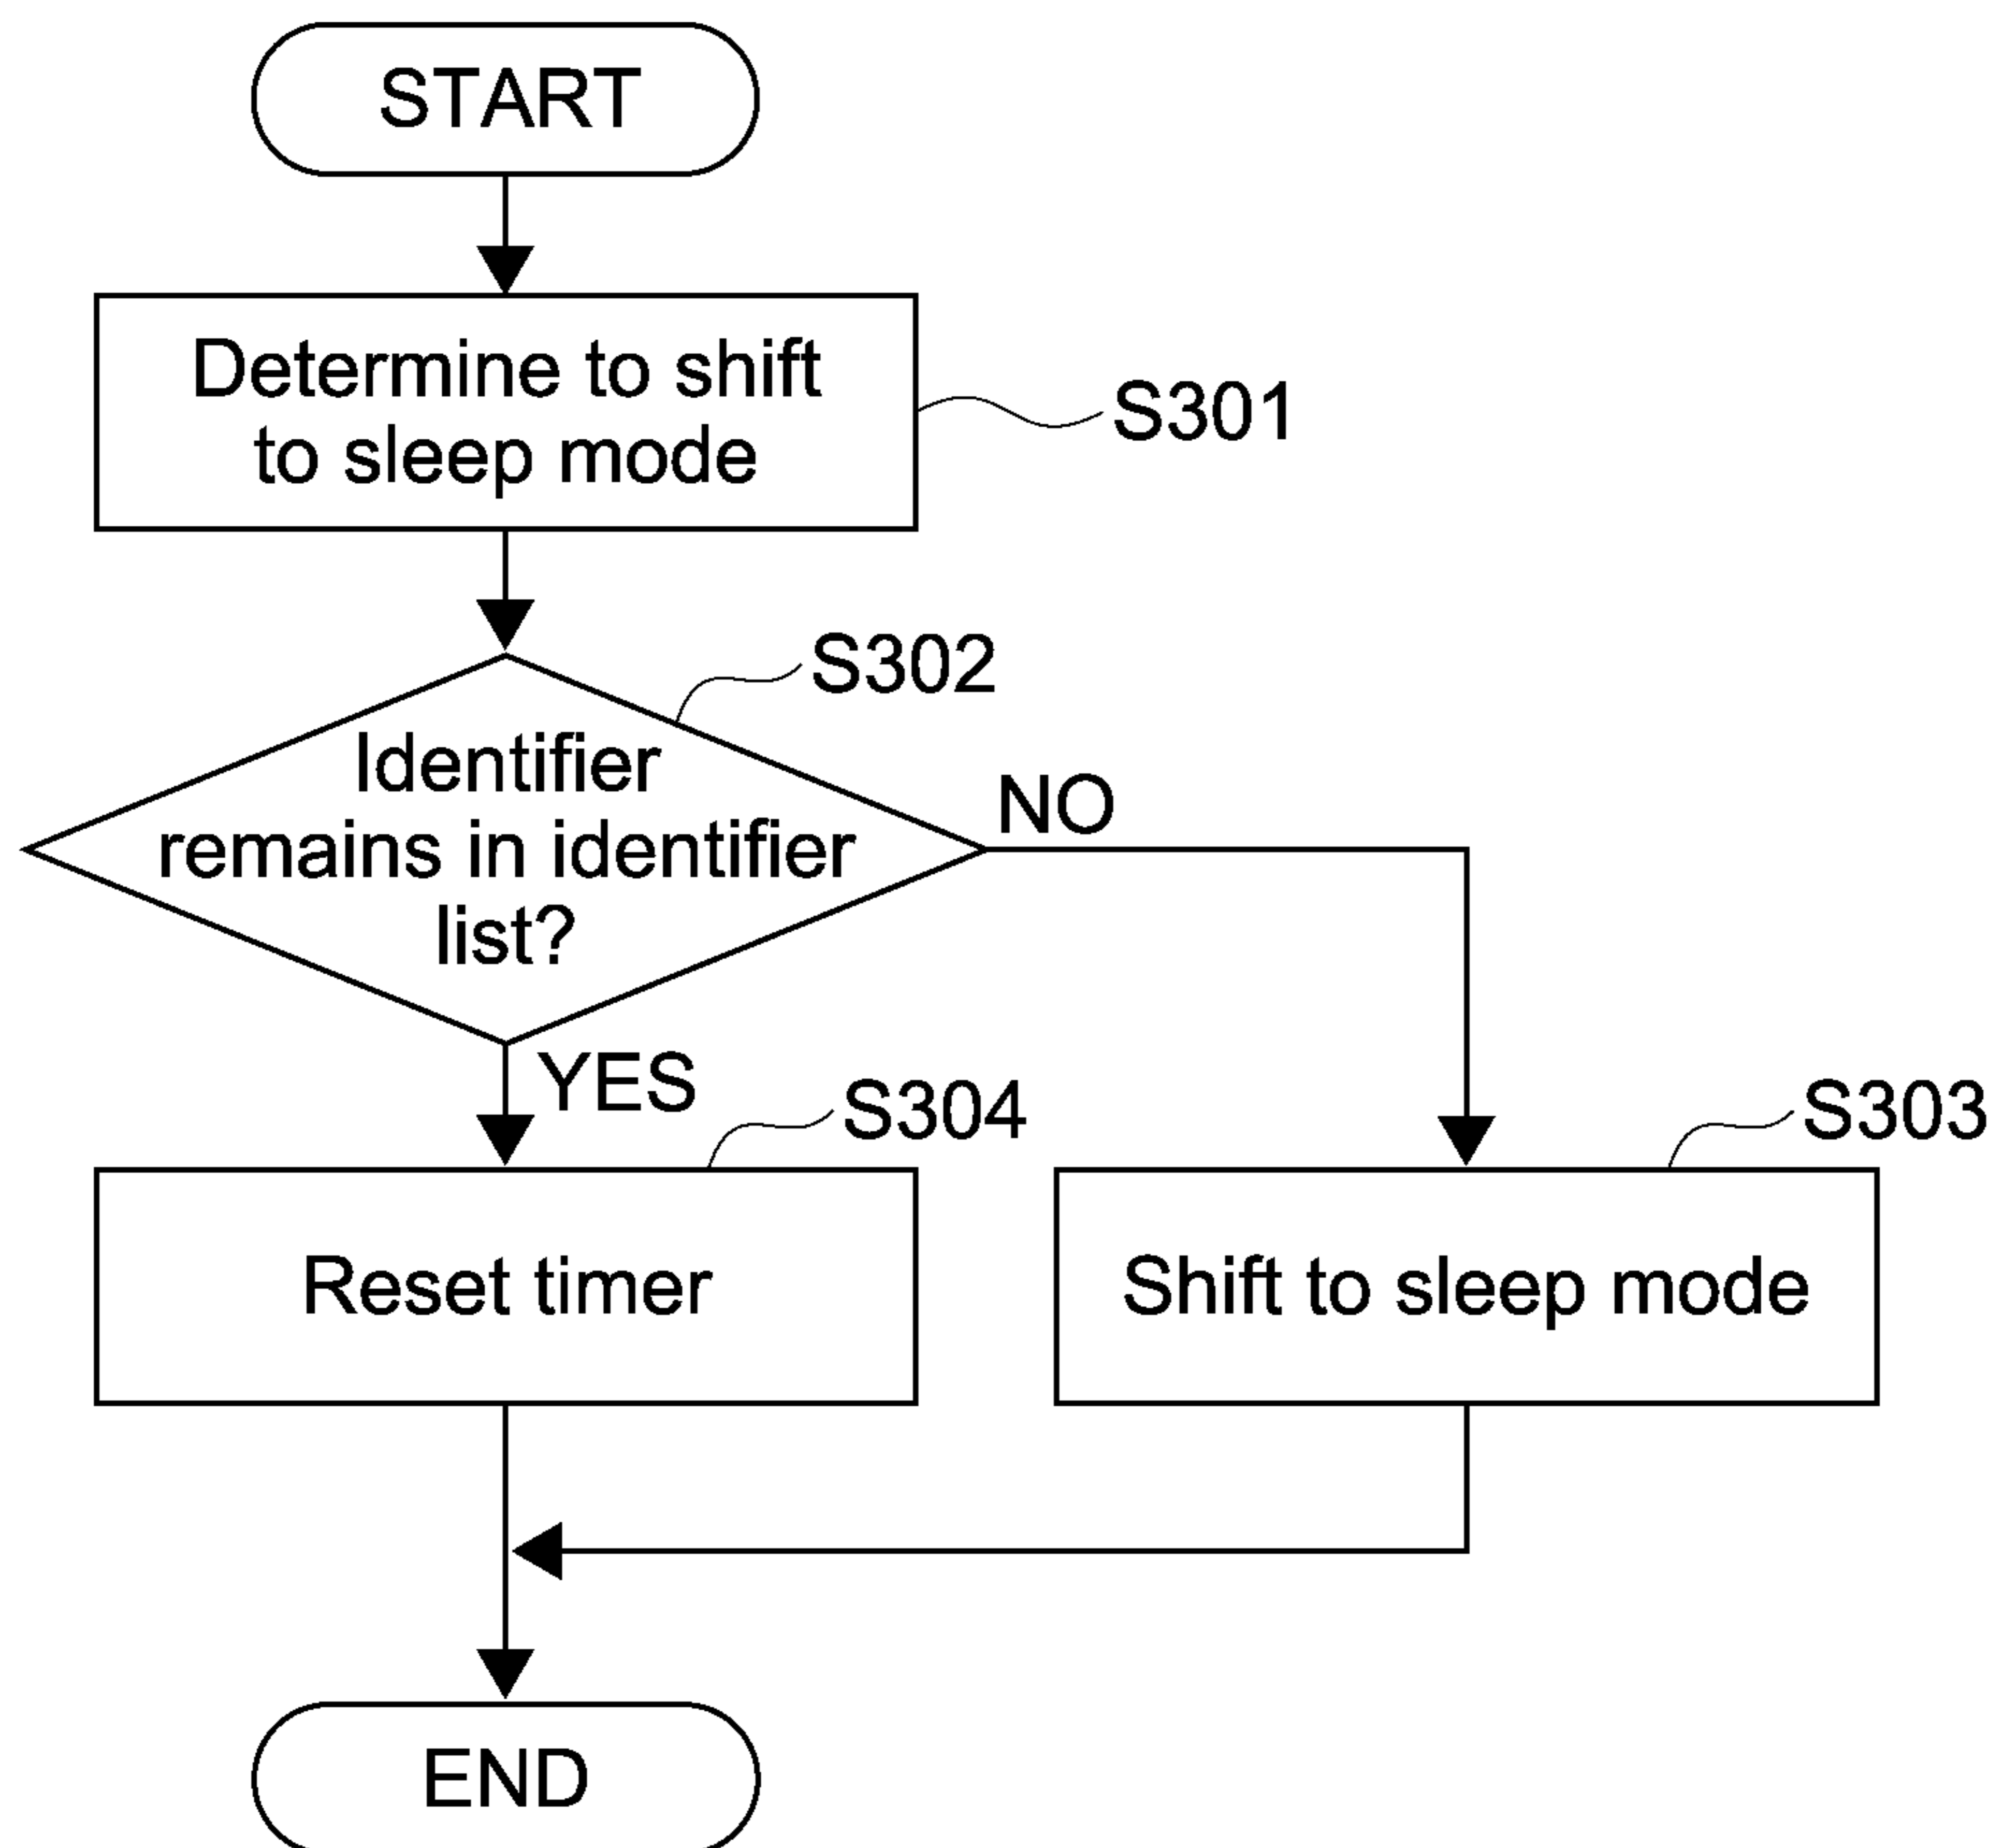 START
Determine to shift
to sleep mode
S301
S302
Identifier
remains in identifier
list?
NO
YES
S304
S303
Reset timer
Shift to sleep mode
END